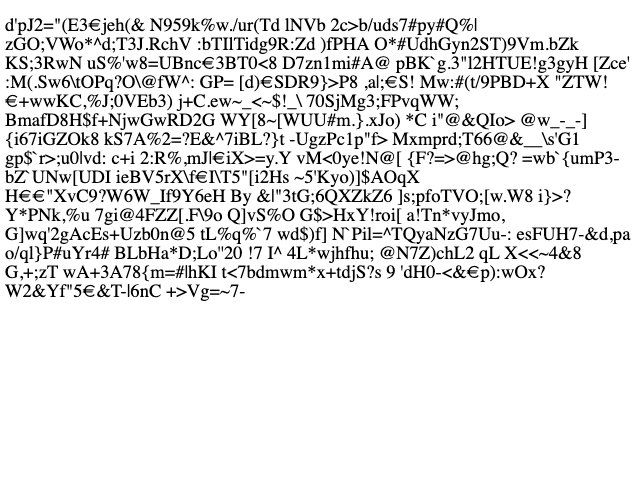 d'pJ2="(E3€jeh(& N959k%w./ur(Td lNVb 2c>b/uds7#py#Q%|
zGO;VWo*^d;T3J.RchV :bTIlTidg9R:Zd )fPHA O*#UdhGyn2ST)9Vm.bZk
KS;3RwN uS%'w8=UBnc€3BT0<8 D7zn1mi#A@ pBK`g.3"l2HTUE!g3gyH [Zce'
:M(.Sw6\tOPq?O\@fW^: GP= [d)€SDR9}>P8 ,al;€S! Mw:#(t/9PBD+X "ZTW!
€+wwKC,%J;0VEb3) j+C.ew~_<~$!_\ 70SjMg3;FPvqWW;
BmafD8H$f+NjwGwRD2G WY[8~[WUU#m.}.xJo) *C i"@&QIo> @w_-_-]
{i67iGZOk8 kS7A%2=?E&^7iBL?}t -UgzPc1p"f> Mxmprd;T66@&__\s'G1
gp$`r>;u0|vd: c+i 2:R%,mJ|€iX>=y.Y vM<0ye!N@[ {F?=>@hg;Q? =wb`{umP3-
bZ`UNw[UDI ieBV5rX\f€I\T5"[i2Hs ~5'Kyo)]$AOqX
H€€"XvC9?W6W_If9Y6eH By &|"3tG;6QXZkZ6 ]s;pfoTVO;[w.W8 i}>?
Y*PNk,%u 7gi@4FZZ[.F\9o Q]vS%O G$>HxY!roi[ a!Tn*vyJmo,
G]wq'2gAcEs+Uzb0n@5 tL%q%`7 wd$)f] N`Pil=^TQyaNzG7Uu-: esFUH7-&d,pa
o/ql}P#uYr4# BLbHa*D;Lo"20 !7 I^ 4L*wjhfhu; @N7Z)chL2 qL X<<~4&8
G,+;zT wA+3A78{m=#lhKI t<7bdmwm*x+tdjS?s 9 'dH0-<&€p):wOx?
W2&Yf"5€&T-|6nC +>Vg=~7-